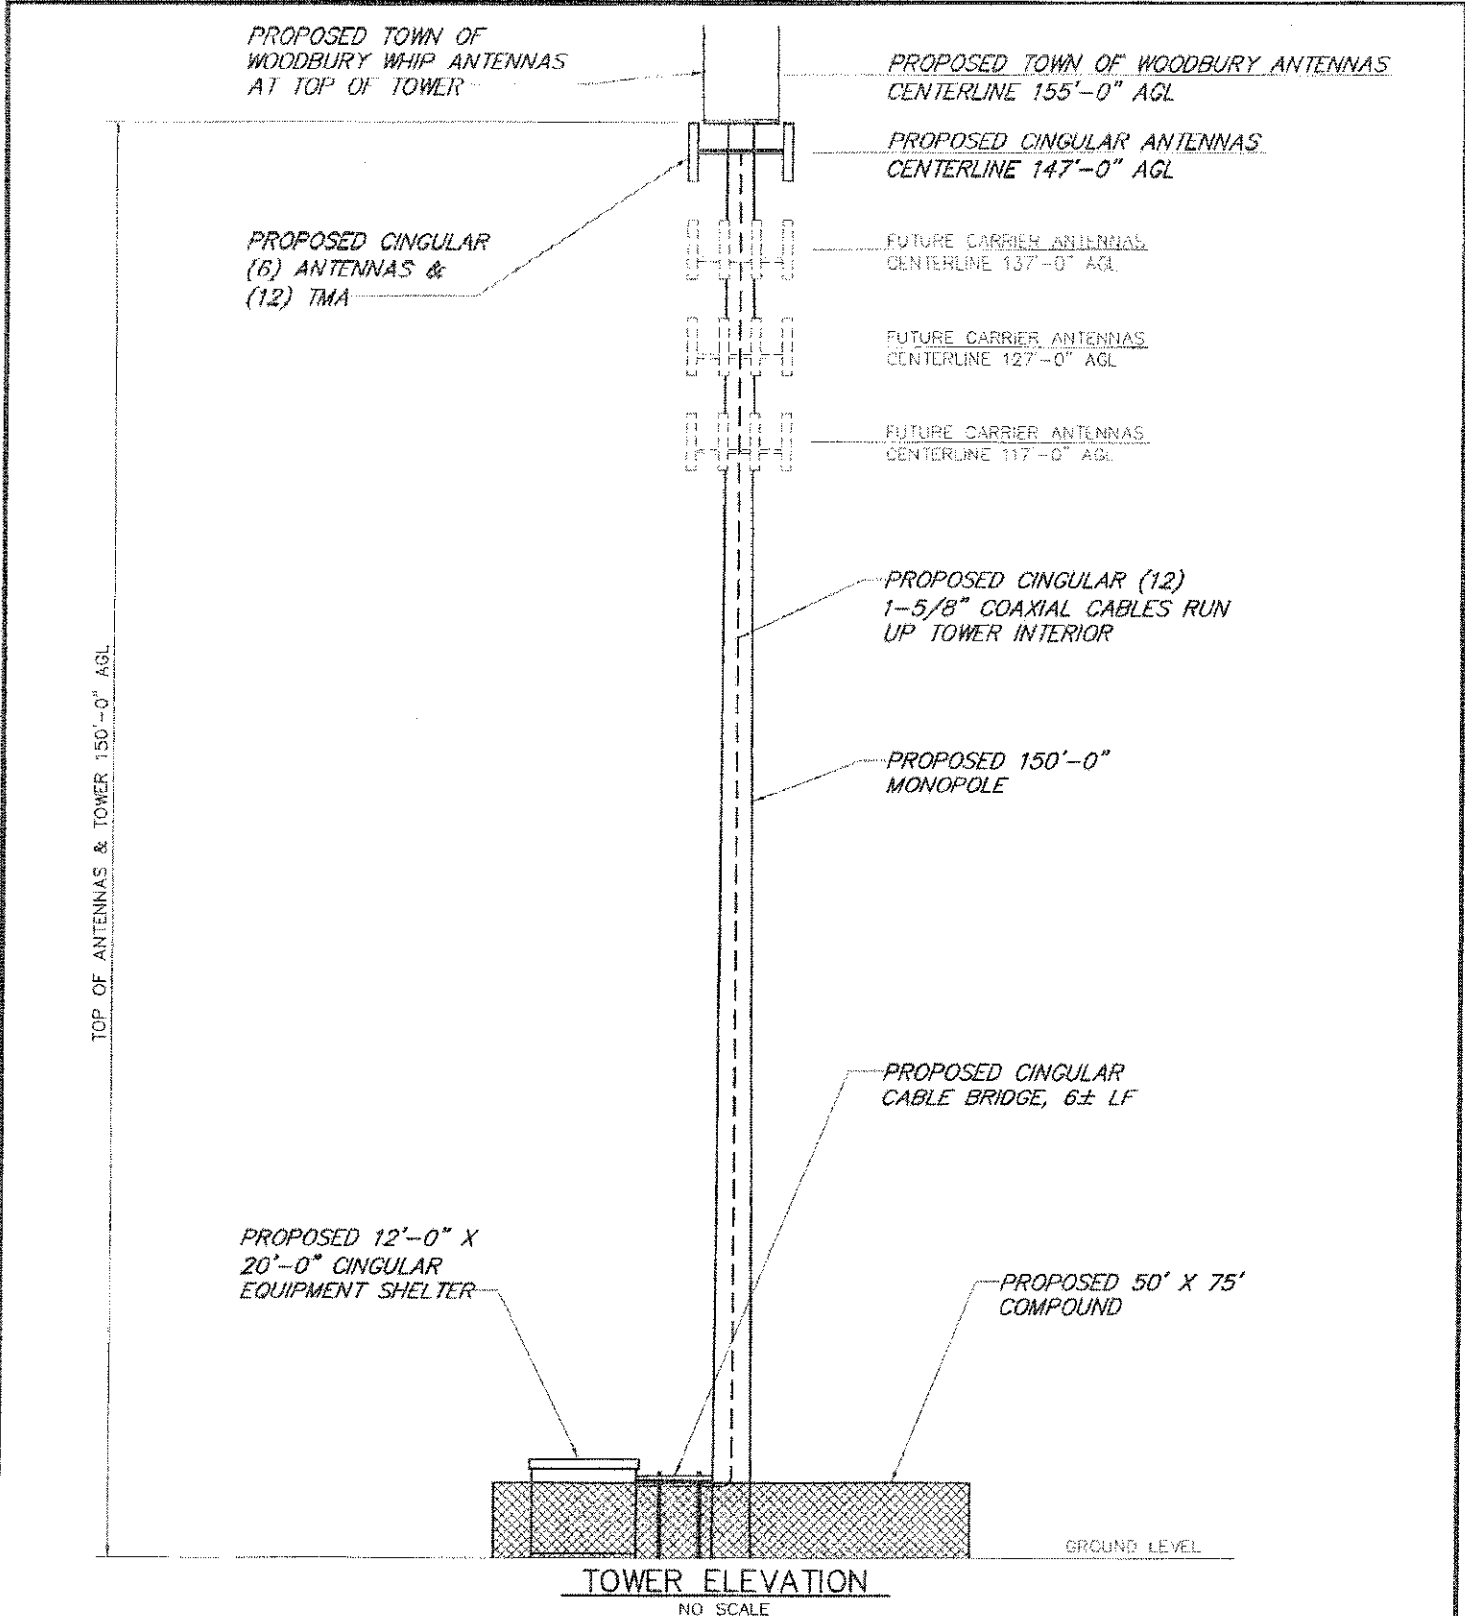 PROPOSED TOWN OF
WOODBURY WHIP ANTENNAS
AT TOP OF TOWER
PROPOSED TOWN OF WOODBURY ANTENNAS
CENTERLINE 155'-0" AGL
PROPOSED CINGULAR ANTENNAS
CENTERLINE 147'-0" AGL
PROPOSED CINGULAR
(6) ANTENNAS &
(12) TMA
FUTURE CARRIER ANTENNAS
CENTERLINE 137'-0" AGL
FUTURE CARRIER ANTENNAS
CENTERLINE 127'-0" AGL
FUTURE CARRIER ANTENNAS
CENTERLINE 117'-0" AGL
PROPOSED CINGULAR (12)
1-5/8" COAXIAL CABLES RUN
UP TOWER INTERIOR
TOP OF ANTENNAS & TOWER 150'-0" AGL
PROPOSED 150'-0"
MONOPOLE
PROPOSED CINGULAR
CABLE BRIDGE, 6± LF
PROPOSED 12'-0" X
20'-0" CINGULAR
EQUIPMENT SHELTER
PROPOSED 50' X 75'
COMPOUND
GROUND LEVEL
TOWER ELEVATION
NO SCALE